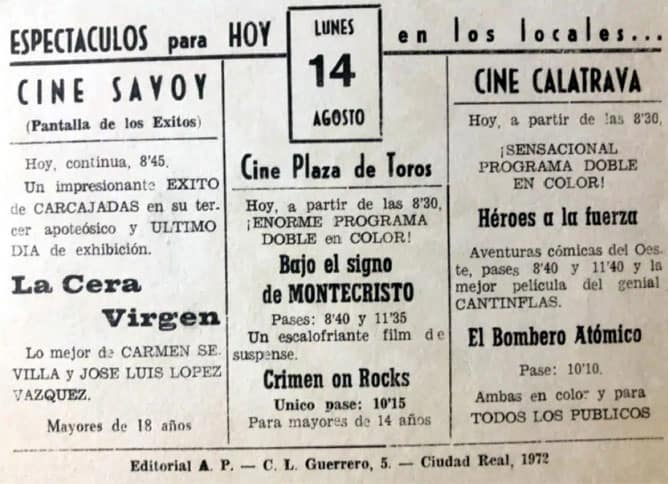 ESPECTACULOS para HOY
LUNES
14
AGOSTO
en los locales...
CINE SAVOY
(Pantalla de los Exitos)
Hoy, continua, 8'45.
Un impresionante EXITO
de CARCAJADAS en su ter-
cer apoteósico y ULTIMO
DIA de exhibición.
La Cera
Virgen
Lo mejor de CARMEN SE-
VILLA y JOSE LUIS LOPEZ
VAZQUEZ.
Mayores de 18 años
Cine Plaza de Toros
Hoy, a partir de las 8'30,
¡ENORME PROGRAMA
DOBLE en COLOR!
Bajo el signo
de MONTECRISTO
Pases: 8'40 y 11'35
Un escalofriante film de
suspense.
Crimen on Rocks
Unico pase: 10'15
Para mayores de 14 años
CINE CALATRAVA
Hoy, a partir de las 8'30,
¡SENSACIONAL
PROGRAMA DOBLE
EN COLOR!
Héroes a la fuerza
Aventuras cómicas del Oes-
te, pases 8'40 y 11'40 y la
mejor película del genial
CANTINFLAS.
El Bombero Atómico
Pase: 10'10.
Ambas en color y para
TODOS LOS PUBLICOS
Editorial A. P. — C. L. Guerrero, 5. — Ciudad Real, 1972